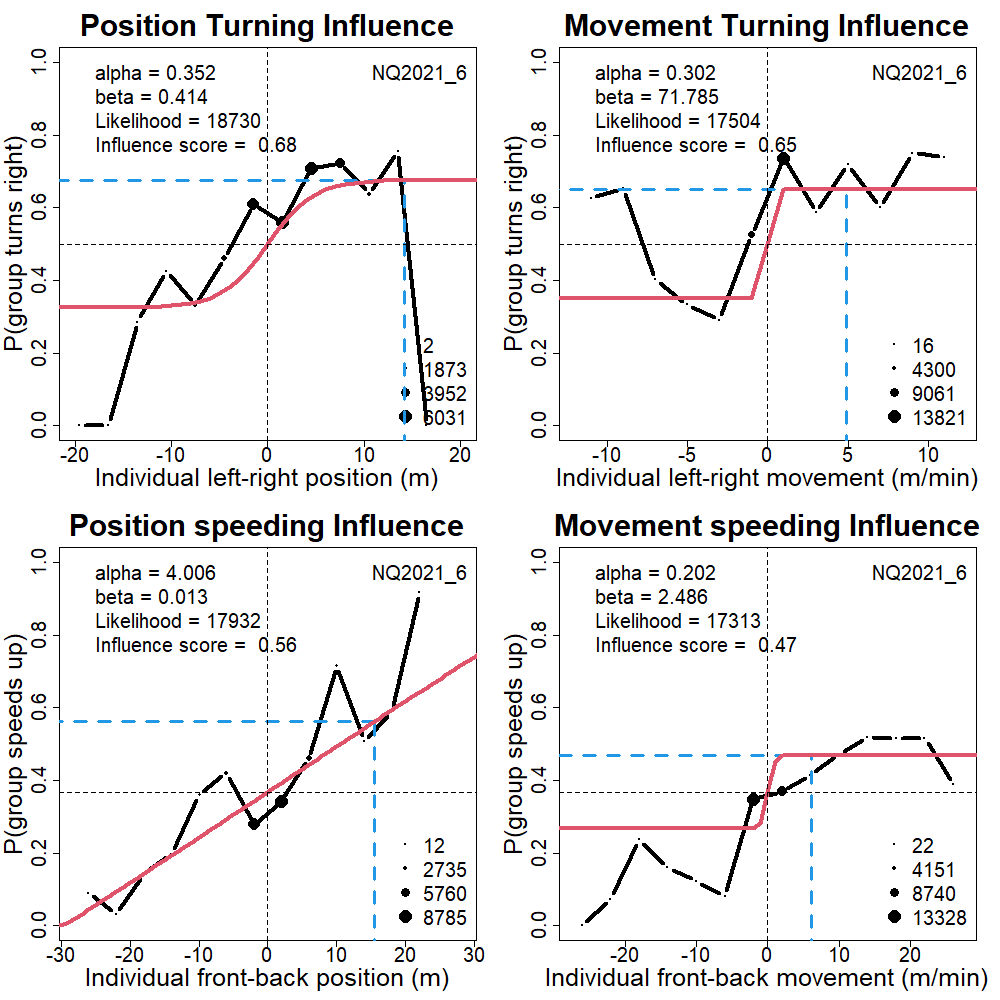 Position Turning Influence
alpha = 0.352
beta = 0.414
Likelihood = 18730
Influence score = 0.68
NQ2021_6
P(group turns right)
1.0
0.8
0.6
0.4
0.2
0.0
2
1873
3952
6031
-20
-10
0
10
20
Individual left-right position (m)
Movement Turning Influence
alpha = 0.302
beta = 71.785
Likelihood = 17504
Influence score = 0.65
NQ2021_6
P(group turns right)
1.0
0.8
0.6
0.4
0.2
0.0
16
4300
9061
13821
-10
-5
0
5
10
Individual left-right movement (m/min)
Position speeding Influence
alpha = 4.006
beta = 0.013
Likelihood = 17932
Influence score = 0.56
NQ2021_6
P(group speeds up)
1.0
0.8
0.6
0.4
0.2
0.0
12
2735
5760
8785
-30
-20
-10
0
10
20
30
Individual front-back position (m)
Movement speeding Influence
alpha = 0.202
beta = 2.486
Likelihood = 17313
Influence score = 0.47
NQ2021_6
P(group speeds up)
1.0
0.8
0.6
0.4
0.2
0.0
22
4151
8740
13328
-20
-10
0
10
20
Individual front-back movement (m/min)